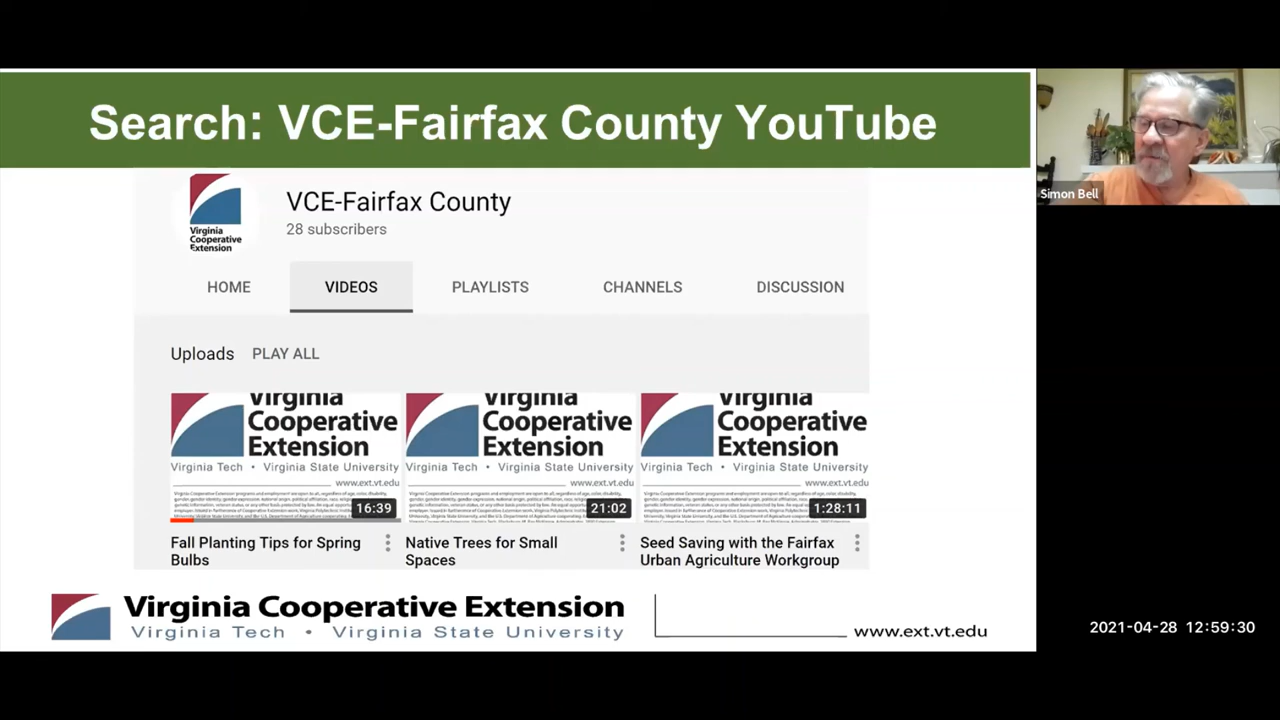 Search: VCE-Fairfax County YouTube
Simon Bell
Virginia
Cooperative
Extension
VCE-Fairfax County
28 subscribers
HOME
VIDEOS
PLAYLISTS
CHANNELS
DISCUSSION
Uploads PLAY ALL
Virginia
Cooperative
Extension
Virginia Tech • Virginia State University
www.ext.vt.edu
16:39
Fall Planting Tips for Spring
Bulbs
Virginia
Cooperative
Extension
Virginia Tech • Virginia State University
www.ext.vt.edu
21:02
Native Trees for Small
Spaces
Virginia
Cooperative
Extension
Virginia Tech • Virginia State University
www.ext.vt.edu
1:28:11
Seed Saving with the Fairfax
Urban Agriculture Workgroup
Virginia Cooperative Extension
Virginia Tech • Virginia State University
www.ext.vt.edu
2021-04-28 12:59:30